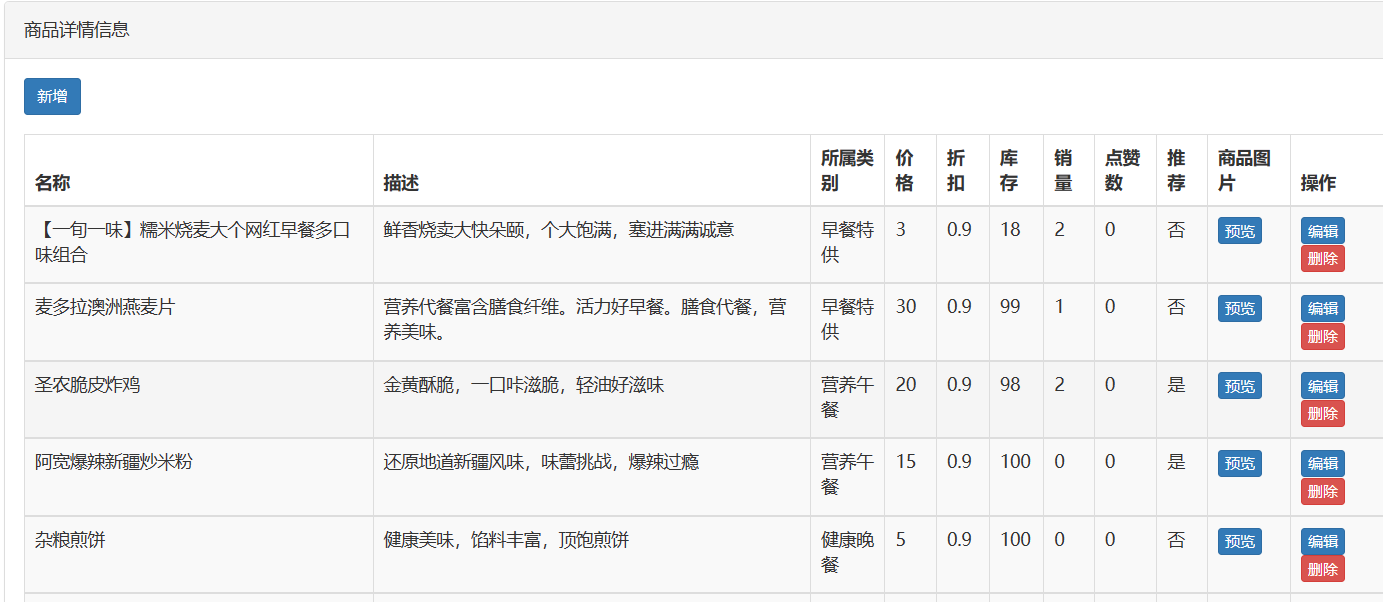 商品详情信息
新增
名称 描述 所属类别 价格 折扣 库存 销量 点赞数 推荐 商品图片 操作
【一旬一味】糯米烧麦大个网红早餐多口味组合 鲜香烧卖大快朵颐，个大饱满，塞进满满诚意 早餐特供 3 0.9 18 2 0 否 预览 编辑 删除
麦多拉澳洲燕麦片 营养代餐富含膳食纤维。活力好早餐。膳食代餐，营养美味。 早餐特供 30 0.9 99 1 0 否 预览 编辑 删除
圣农脆皮炸鸡 金黄酥脆，一口咔滋脆，轻油好滋味 营养午餐 20 0.9 98 2 0 是 预览 编辑 删除
阿宽爆辣新疆炒米粉 还原地道新疆风味，味蕾挑战，爆辣过瘾 营养午餐 15 0.9 100 0 0 是 预览 编辑 删除
杂粮煎饼 健康美味，馅料丰富，顶饱煎饼 健康晚餐 5 0.9 100 0 0 否 预览 编辑 删除